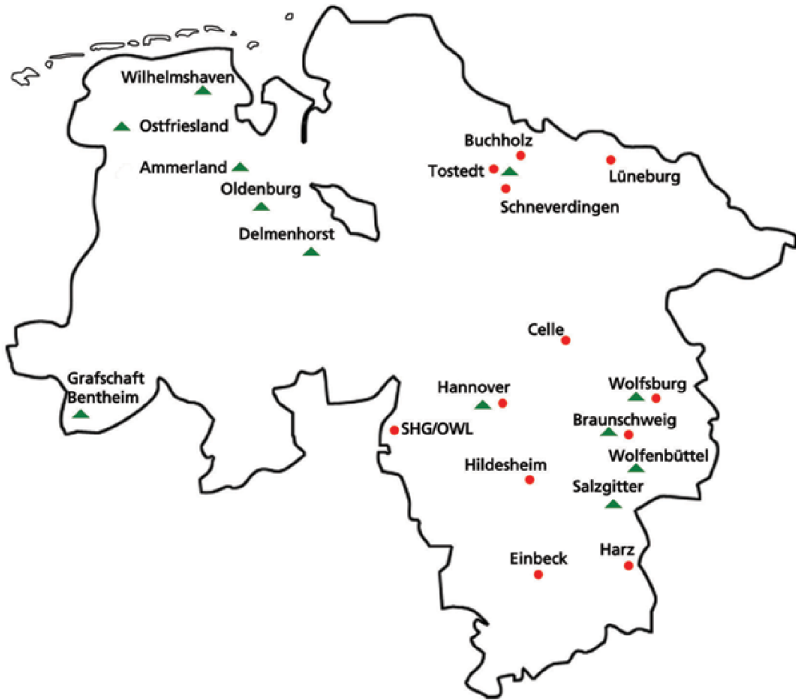 Wilhelmshaven
Ostfriesland
Ammerland
Oldenburg
Delmenhorst
Buchholz
Tostedt
Lüneburg
Schneverdingen
Celle
Grafschaft
Bentheim
Hannover
Wolfsburg
SHG/OWL
Braunschweig
Hildesheim
Wolfenbüttel
Salzgitter
Einbeck
Harz